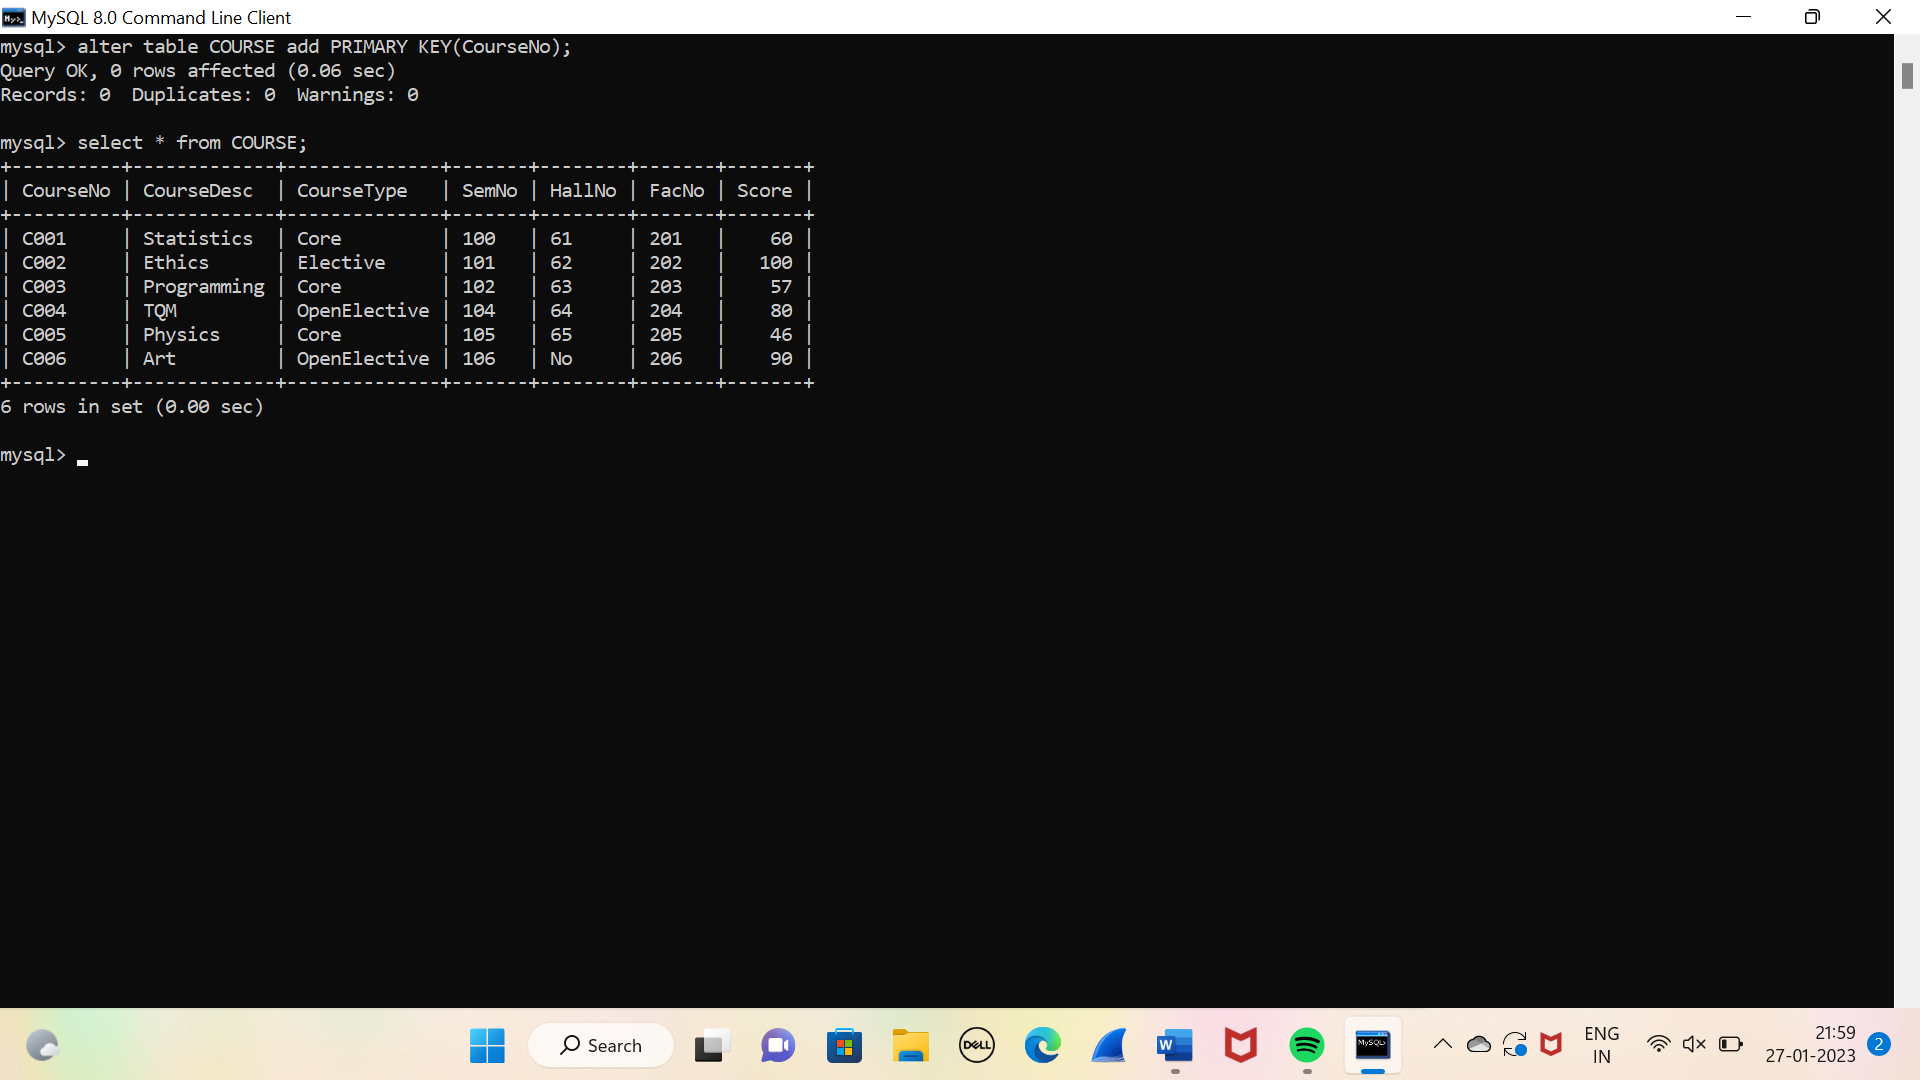 MySQL 8.0 Command Line Client
mysql> alter table COURSE add PRIMARY KEY(CourseNo);
Query OK, 0 rows affected (0.06 sec)
Records: 0  Duplicates: 0  Warnings: 0
mysql> select * from COURSE;
+----------+-------------+--------------+-------+--------+-------+-------+
| CourseNo | CourseDesc  | CourseType   | SemNo | HallNo | FacNo | Score |
+----------+-------------+--------------+-------+--------+-------+-------+
| C001     | Statistics  | Core         | 100   | 61     | 201   |    60 |
| C002     | Ethics      | Elective     | 101   | 62     | 202   |   100 |
| C003     | Programming | Core         | 102   | 63     | 203   |    57 |
| C004     | TQM         | OpenElective | 104   | 64     | 204   |    80 |
| C005     | Physics     | Core         | 105   | 65     | 205   |    46 |
| C006     | Art         | OpenElective | 106   | No     | 206   |    90 |
+----------+-------------+--------------+-------+--------+-------+-------+
6 rows in set (0.00 sec)
mysql> _
Search
DELL
W
MySQL>
ENG
IN
21:59
27-01-2023
2